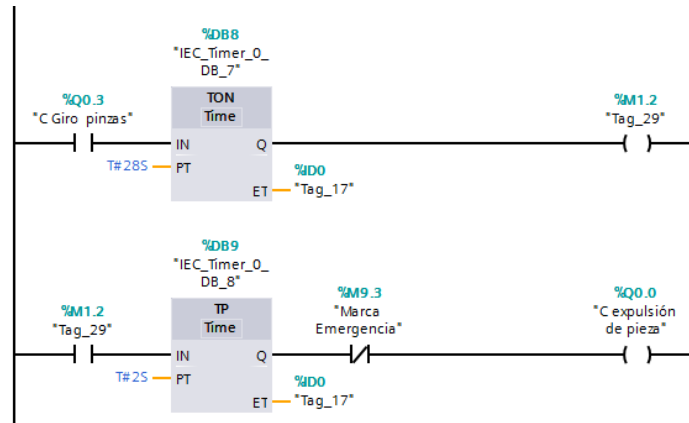 %DB8
"IEC_Timer_0_
DB_7"
%Q0.3
"C Giro pinzas"
TON
Time
%M1.2
"Tag_29"
IN
Q
T#28S
PT
%ID0
ET
"Tag_17"
%DB9
"IEC_Timer_0_
DB_8"
%M1.2
"Tag_29"
TP
Time
%M9.3
"Marca
Emergencia"
%Q0.0
"C expulsión
de pieza"
IN
Q
T#2S
PT
%ID0
ET
"Tag_17"